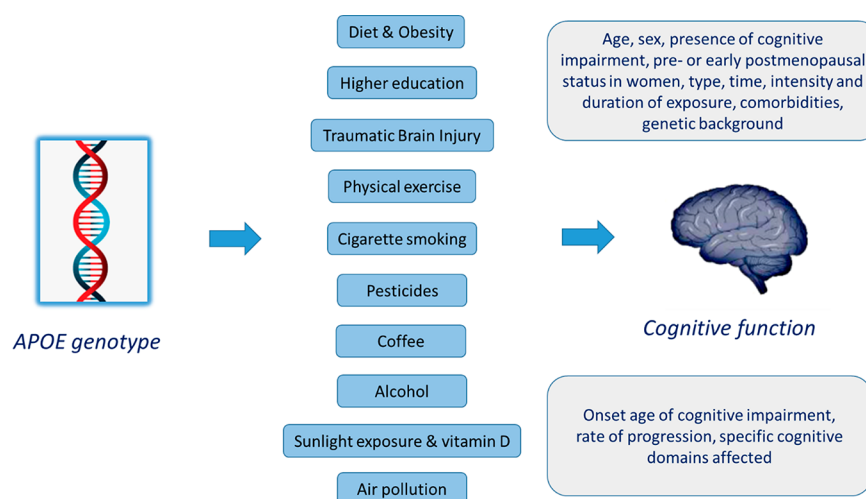 Diet & Obesity
Higher education
Traumatic Brain Injury
Physical exercise
Cigarette smoking
Pesticides
Coffee
Alcohol
Sunlight exposure & vitamin D
Air pollution
APOE genotype
Age, sex, presence of cognitive
impairment, pre- or early postmenopausal
status in women, type, time, intensity and
duration of exposure, comorbidities,
genetic background
Cognitive function
Onset age of cognitive impairment,
rate of progression, specific cognitive
domains affected